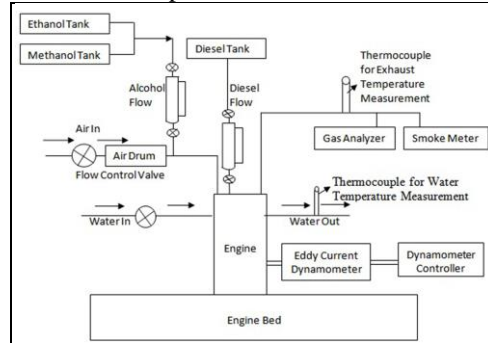 Ethanol Tank
Methanol Tank
Diesel Tank
Alcohol
Flow
Diesel
Flow
Thermocouple
for Exhaust
Temperature
Measurement
Gas Analyzer
Smoke Meter
Air In
Air Drum
Flow Control Valve
Thermocouple for Water
Temperature Measurement
Water In
Water Out
Engine
Eddy Current
Dynamometer
Dynamometer
Controller
Engine Bed